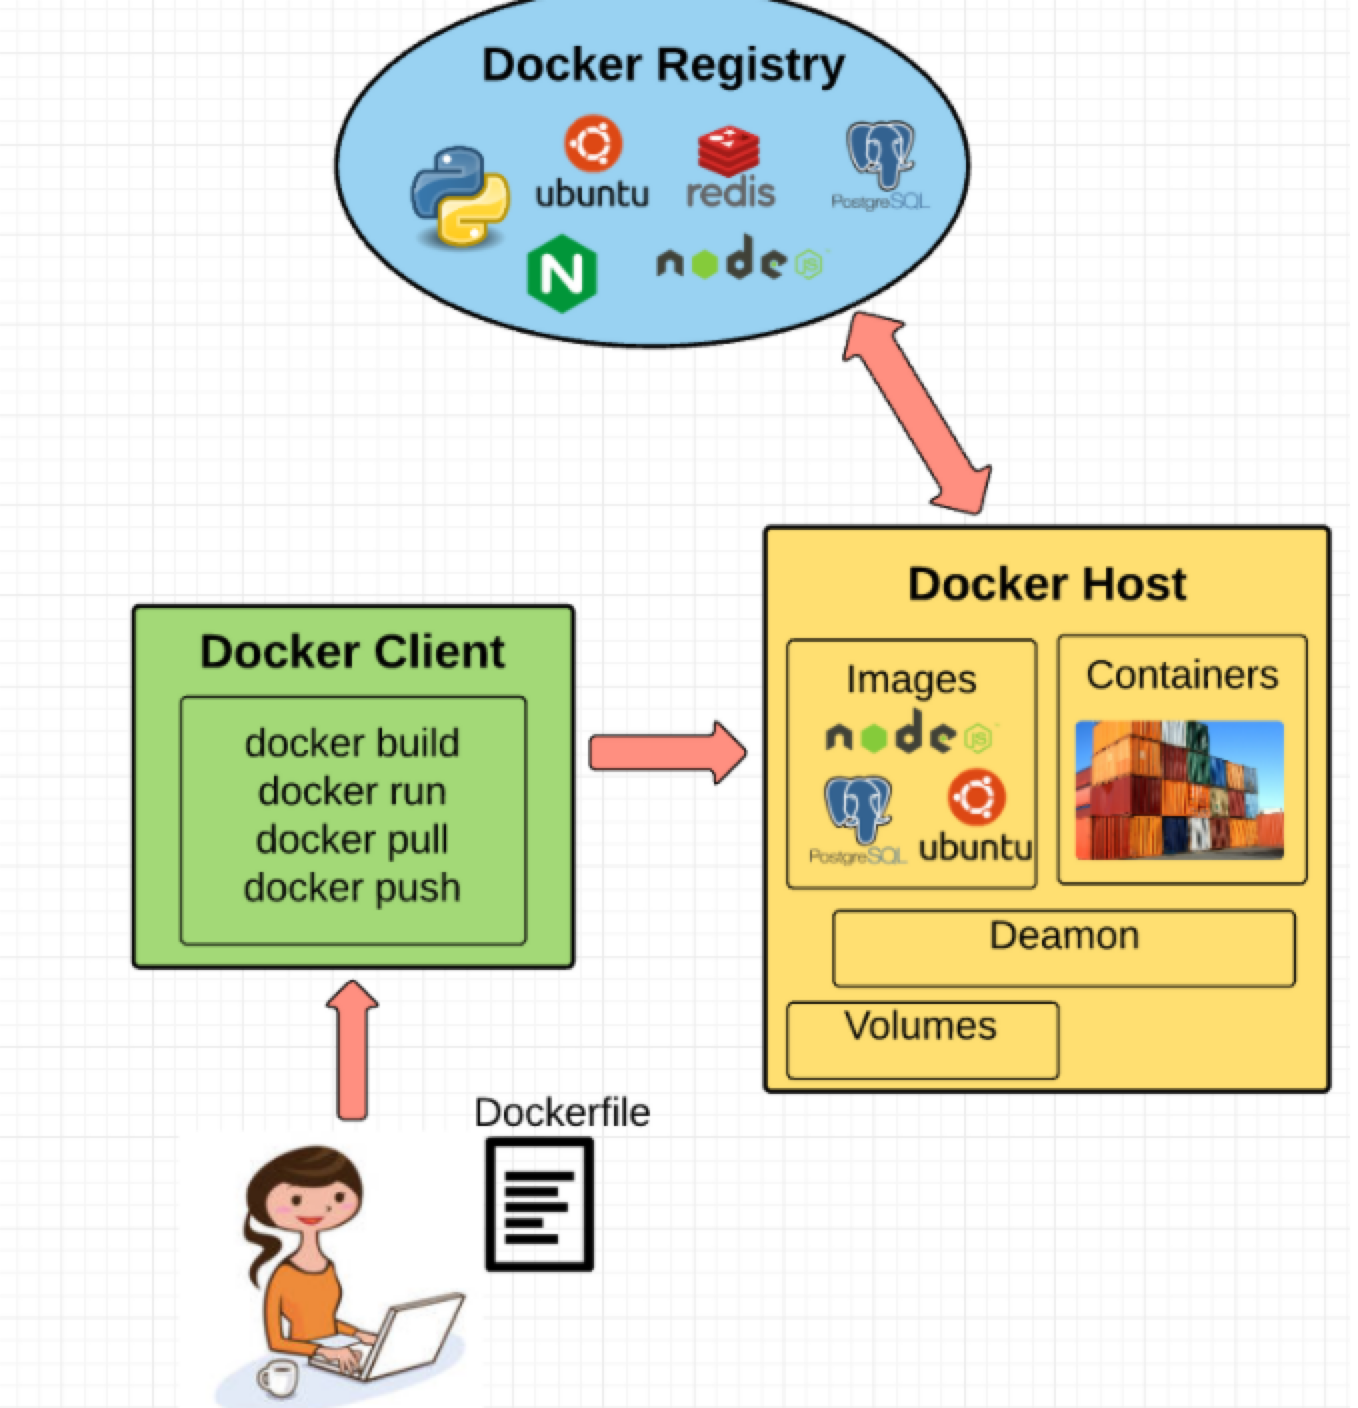 Docker Registry
ubuntu
redis
PostgreSQL
N
node JS
Docker Host
Docker Client
Images
Containers
docker build
docker run
docker pull
docker push
node JS
PostgreSQL
ubuntu
Deamon
Volumes
Dockerfile